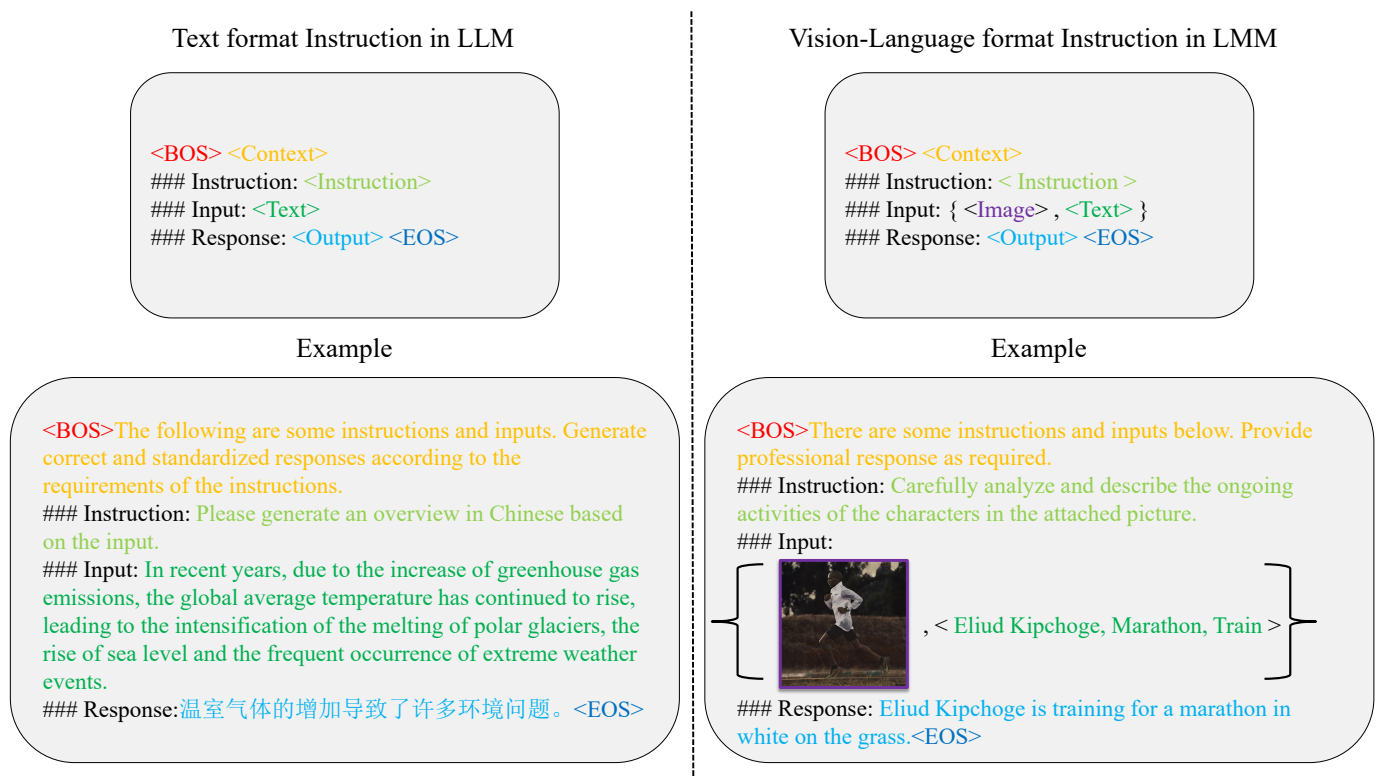 Text format Instruction in LLM
<BOS> <Context>
### Instruction: <Instruction>
### Input: <Text>
### Response: <Output> <EOS>
Example
<BOS>The following are some instructions and inputs. Generate
correct and standardized responses according to the
requirements of the instructions.
### Instruction: Please generate an overview in Chinese based
on the input.
### Input: In recent years, due to the increase of greenhouse gas
emissions, the global average temperature has continued to rise,
leading to the intensification of the melting of polar glaciers, the
rise of sea level and the frequent occurrence of extreme weather
events.
### Response:温室气体的增加导致了许多环境问题。<EOS>
Vision-Language format Instruction in LMM
<BOS> <Context>
### Instruction: < Instruction >
### Input: { <Image> , <Text> }
### Response: <Output> <EOS>
Example
<BOS>There are some instructions and inputs below. Provide
professional response as required.
### Instruction: Carefully analyze and describe the ongoing
activities of the characters in the attached picture.
### Input:
, < Eliud Kipchoge, Marathon, Train >
### Response: Eliud Kipchoge is training for a marathon in
white on the grass.<EOS>